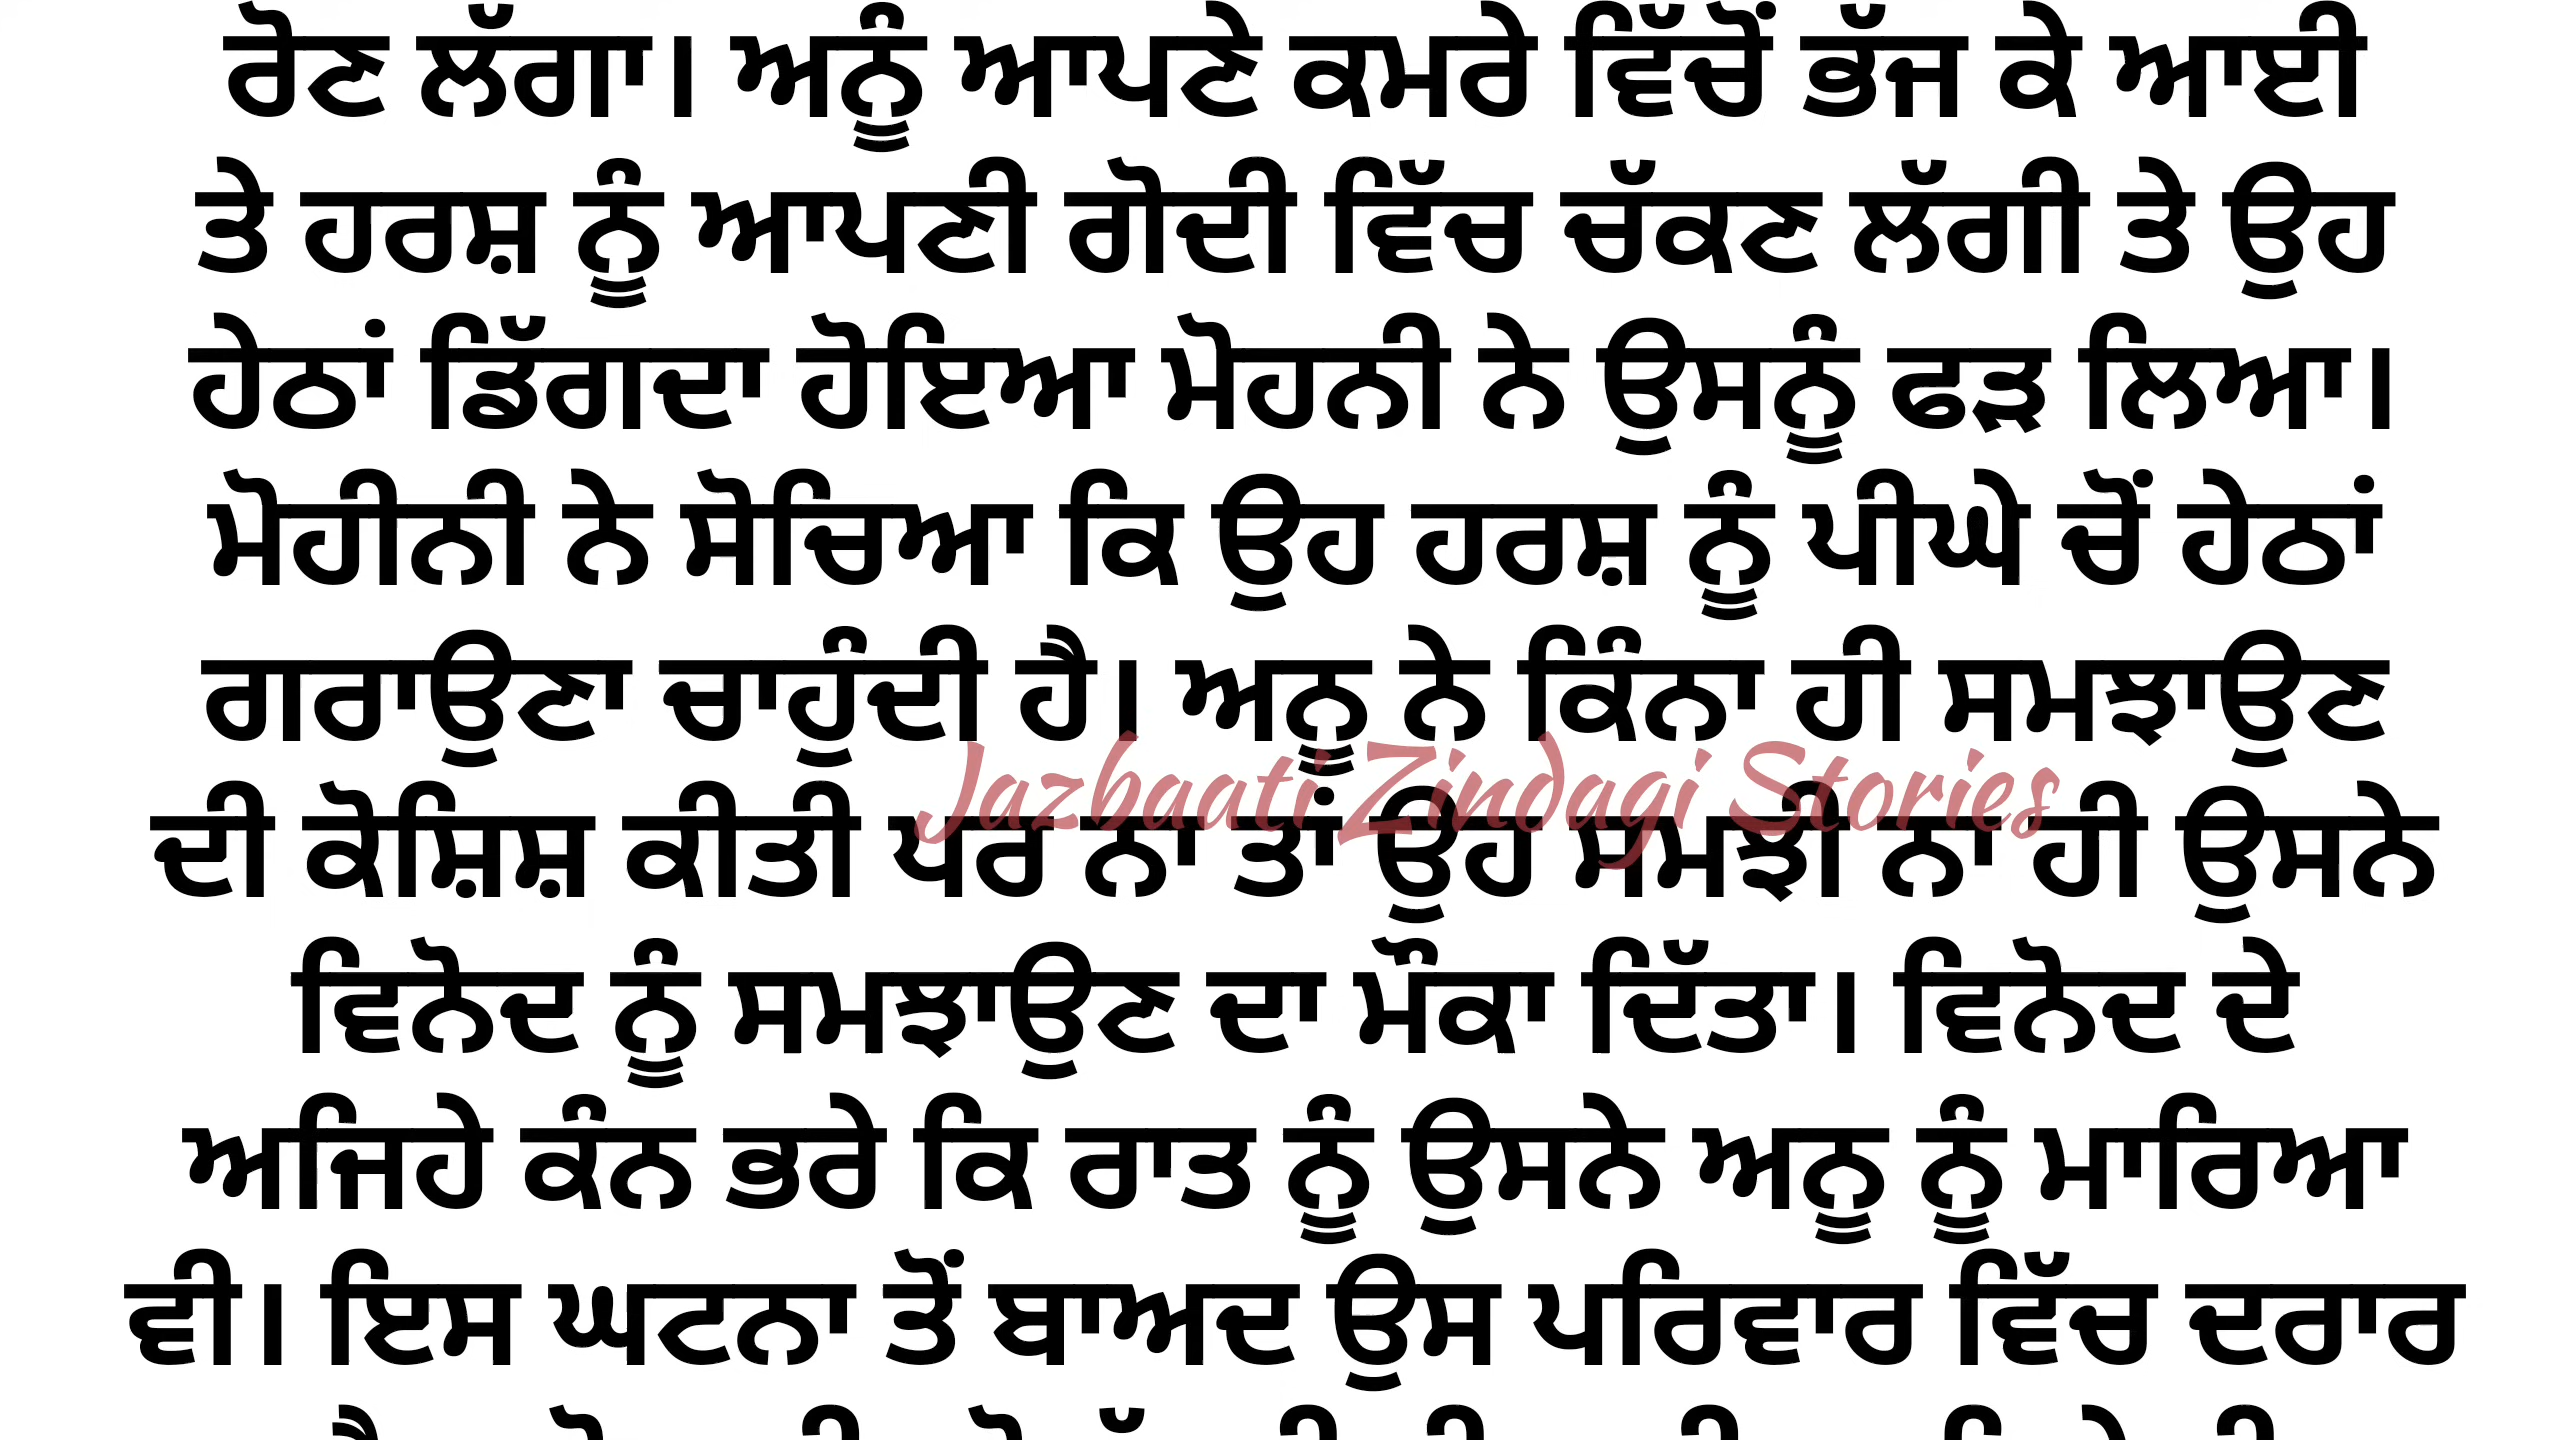 ਰੋਣ ਲੱਗਾ। ਅਨੂੰ ਆਪਣੇ ਕਮਰੇ ਵਿੱਚੋਂ ਭੱਜ ਕੇ ਆਈ
ਤੇ ਹਰਸ਼ ਨੂੰ ਆਪਣੀ ਗੋਦੀ ਵਿੱਚ ਚੱਕਣ ਲੱਗੀ ਤੇ ਉਹ
ਹੇਠਾਂ ਡਿੱਗਦਾ ਹੋਇਆ ਮੋਹਨੀ ਨੇ ਉਸਨੂੰ ਫੜ ਲਿਆ।
ਮੋਹੀਨੀ ਨੇ ਸੋਚਿਆ ਕਿ ਉਹ ਹਰਸ਼ ਨੂੰ ਪੀਘੇ ਚੋਂ ਹੇਠਾਂ
ਗਰਾਉਣਾ ਚਾਹੁੰਦੀ ਹੈ। ਅਨੂ ਨੇ ਕਿੰਨਾ ਹੀ ਸਮਝਾਉਣ
Jazbaati Zindagi Stories
ਦੀ ਕੋਸ਼ਿਸ਼ ਕੀਤੀ ਪਰ ਨਾ ਤਾਂ ਉਹ ਸਮਝੀ ਨਾ ਹੀ ਉਸਨੇ
ਵਿਨੋਦ ਨੂੰ ਸਮਝਾਉਣ ਦਾ ਮੌਕਾ ਦਿੱਤਾ। ਵਿਨੋਦ ਦੇ
ਅਜਿਹੇ ਕੰਨ ਭਰੇ ਕਿ ਰਾਤ ਨੂੰ ਉਸਨੇ ਅਨੂ ਨੂੰ ਮਾਰਿਆ
ਵੀ। ਇਸ ਘਟਨਾ ਤੋਂ ਬਾਅਦ ਉਸ ਪਰਿਵਾਰ ਵਿੱਚ ਦਰਾਰ